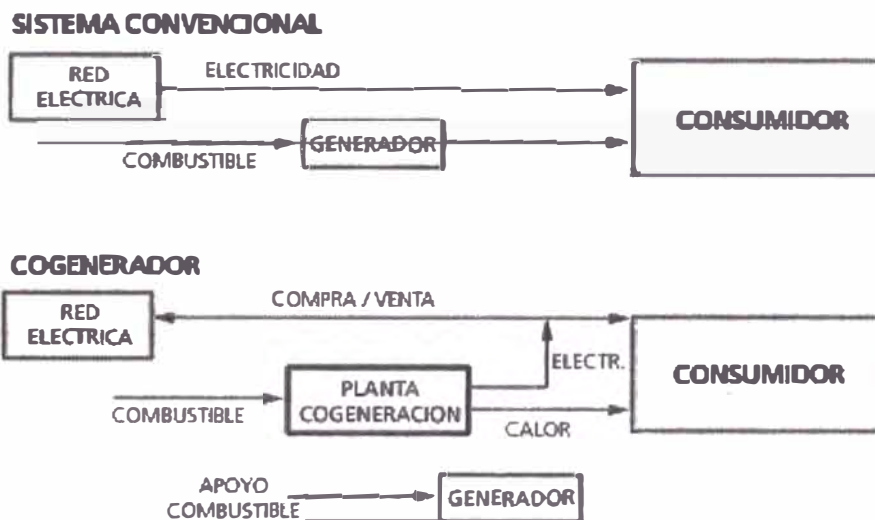 SISTEMA CONVENCIONAL
RED
ELECTRICA
ELECTRICIDAD
CONSUMIDOR
COMBUSTIBLE
GENERADOR
COGENERADOR
RED
ELECTRICA
COMPRA / VENTA
ELECTR.
CONSUMIDOR
COMBUSTIBLE
PLANTA
COGENERACION
CALOR
APOYO
COMBUSTIBLE
GENERADOR